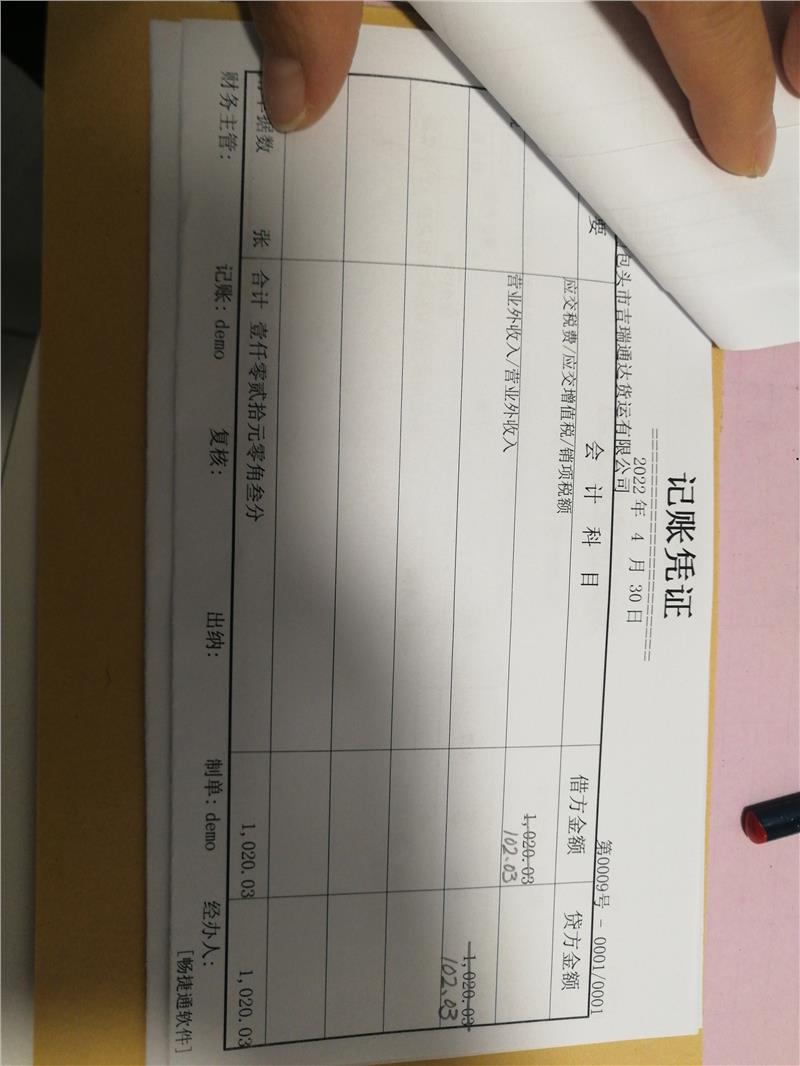 记账凭证
2022 年 4 月 30 日
包头市吉瑞通达货运有限公司 第0009号 - 0001/0001
要 会 计 科 目 借方金额 贷方金额
应交税费/应交增值税/销项税额 1,020.03
102.03
营业外收入/营业外收入 1,020.03
102.03
单据数 张 合计 壹仟零贰拾元零角叁分 1,020.03 1,020.03
财务主管: 记账: demo 复核: 出纳: 制单: demo 经办人:
[畅捷通软件]